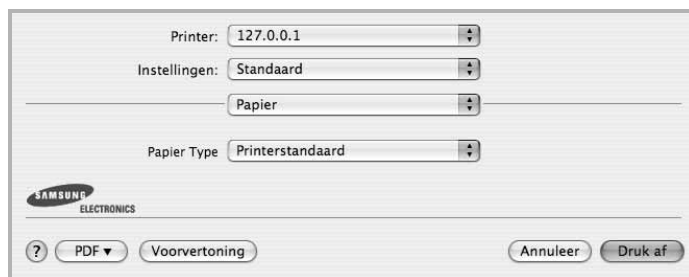 Printer: 127.0.0.1
Instellingen: Standaard
Papier
Papier Type Printerstandaard
SAMSUNG
ELECTRONICS
? PDF▼ Voorvertoning Annuleer Druk af